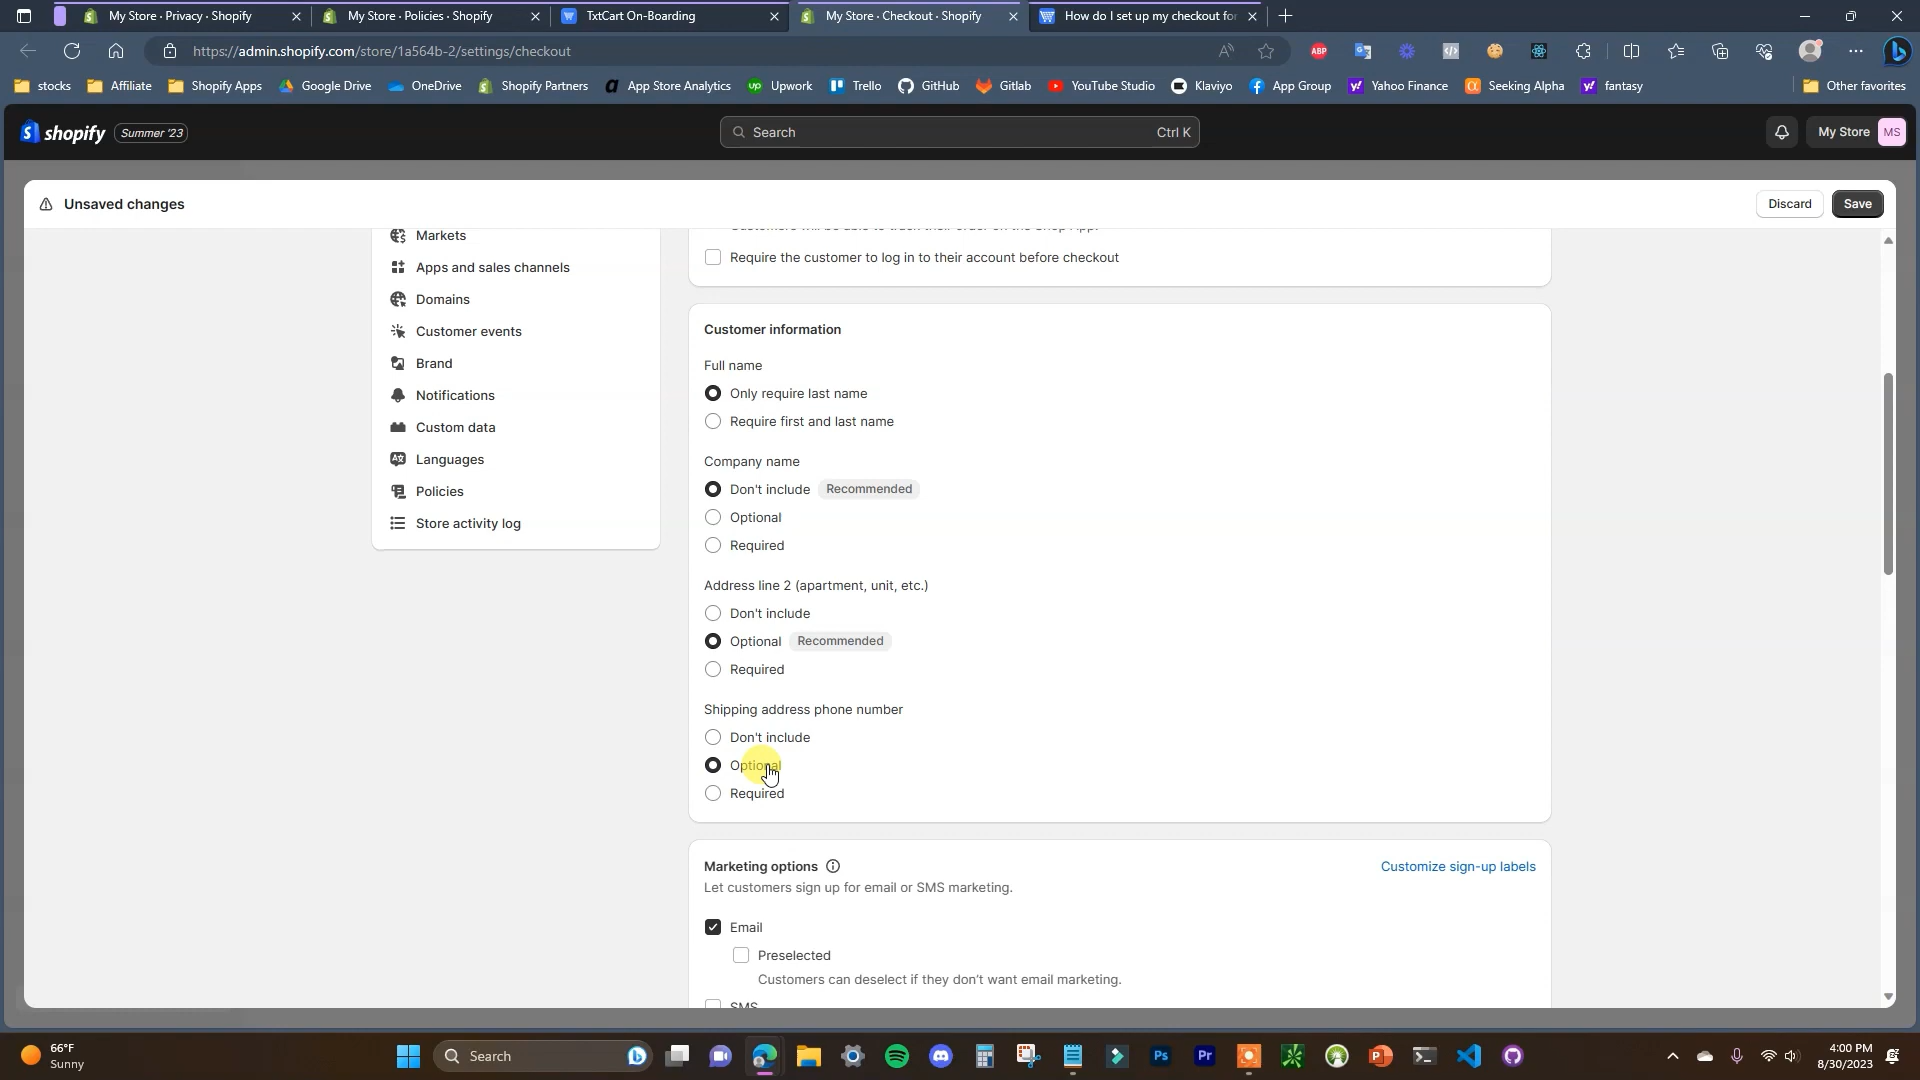 My Store · Privacy · Shopify
My Store · Policies · Shopify
TxtCart On-Boarding
My Store · Checkout · Shopify
How do I set up my checkout for
https://admin.shopify.com/store/1a564b-2/settings/checkout
ABP
stocks
Affiliate
Shopify Apps
Google Drive
OneDrive
Shopify Partners
App Store Analytics
Upwork
Trello
GitHub
Gitlab
YouTube Studio
Klaviyo
App Group
Yahoo Finance
Seeking Alpha
fantasy
Other favorites
shopify
Summer '23
Search
Ctrl K
My Store
MS
Unsaved changes
Discard
Save
Markets
Apps and sales channels
Domains
Customer events
Brand
Notifications
Custom data
Languages
Policies
Store activity log
Customers will be able to track their order on the Shop App.
Require the customer to log in to their account before checkout
Customer information
Full name
Only require last name
Require first and last name
Company name
Don't include Recommended
Optional
Required
Address line 2 (apartment, unit, etc.)
Don't include
Optional Recommended
Required
Shipping address phone number
Don't include
Optional
Required
Marketing options
Customize sign-up labels
Let customers sign up for email or SMS marketing.
Email
Preselected
Customers can deselect if they don't want email marketing.
SMS
66°F
Sunny
Search
Ps
Pr
4:00 PM
8/30/2023